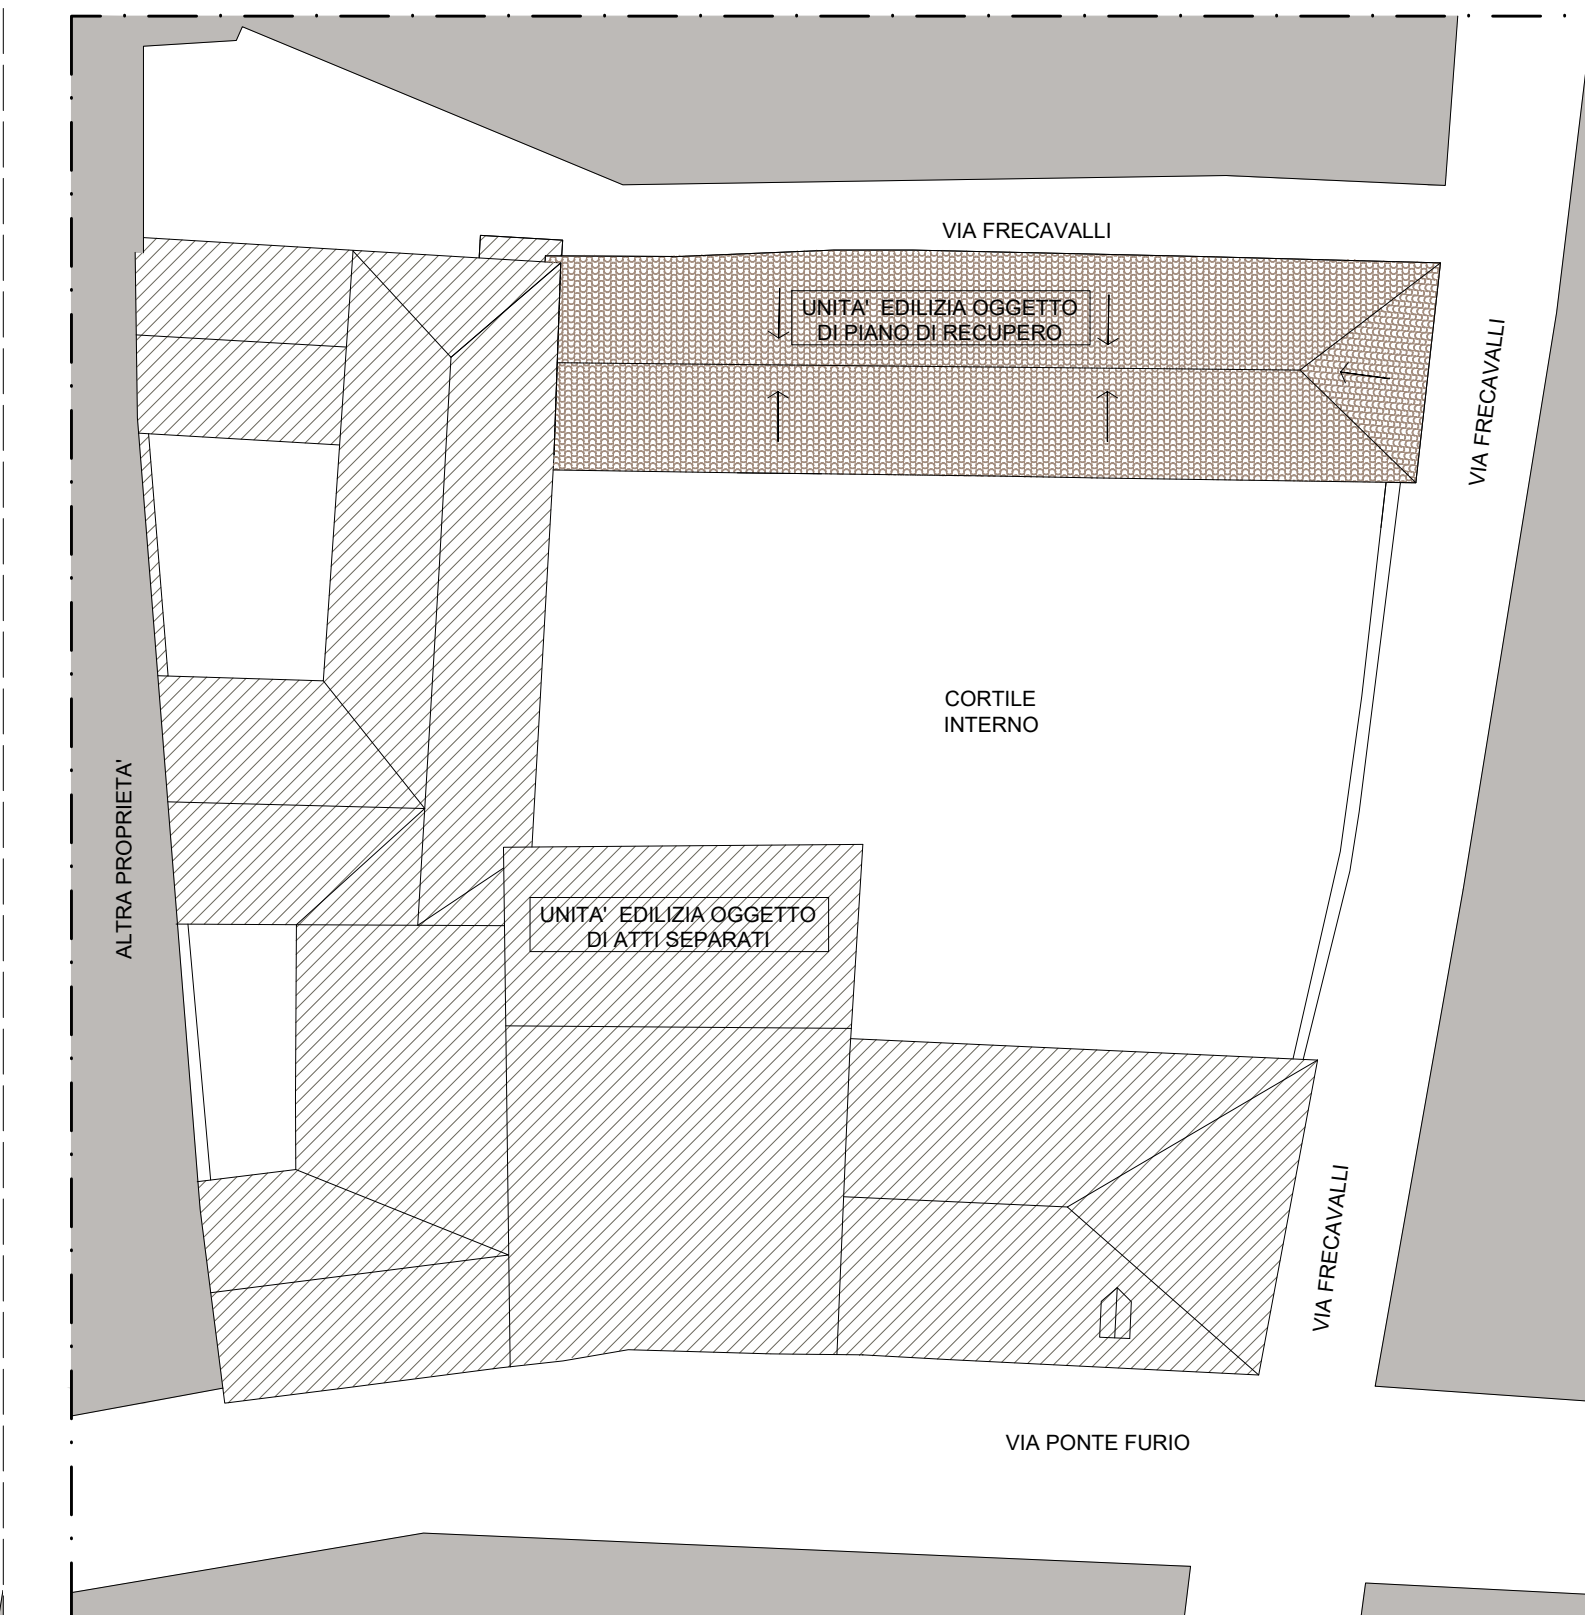 VIA FRECAVALLI
UNITA' EDILIZIA OGGETTO
DI PIANO DI RECUPERO
VIA FRECAVALLI
CORTILE
INTERNO
ALTRA PROPRIETA'
UNITA' EDILIZIA OGGETTO
DI ATTI SEPARATI
VIA FRECAVALLI
VIA PONTE FURIO